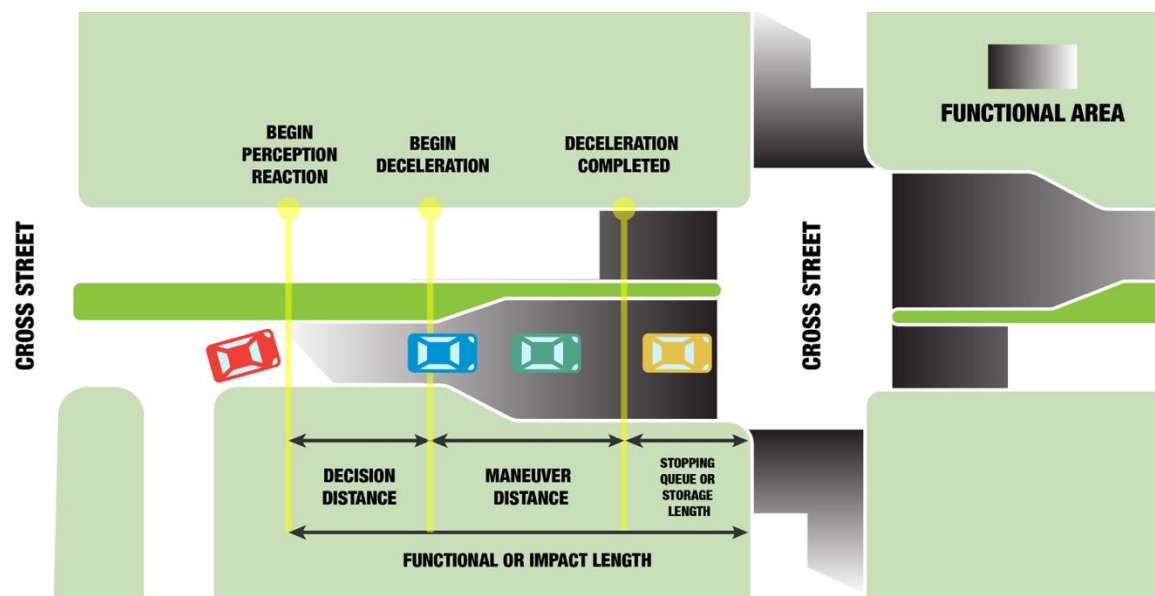 FUNCTIONAL AREA
BEGIN
PERCEPTION
REACTION
BEGIN
DECELERATION
DECELERATION
COMPLETED
CROSS STREET
CROSS STREET
DECISION
DISTANCE
MANEUVER
DISTANCE
STOPPING
QUEUE OR
STORAGE
LENGTH
FUNCTIONAL OR IMPACT LENGTH